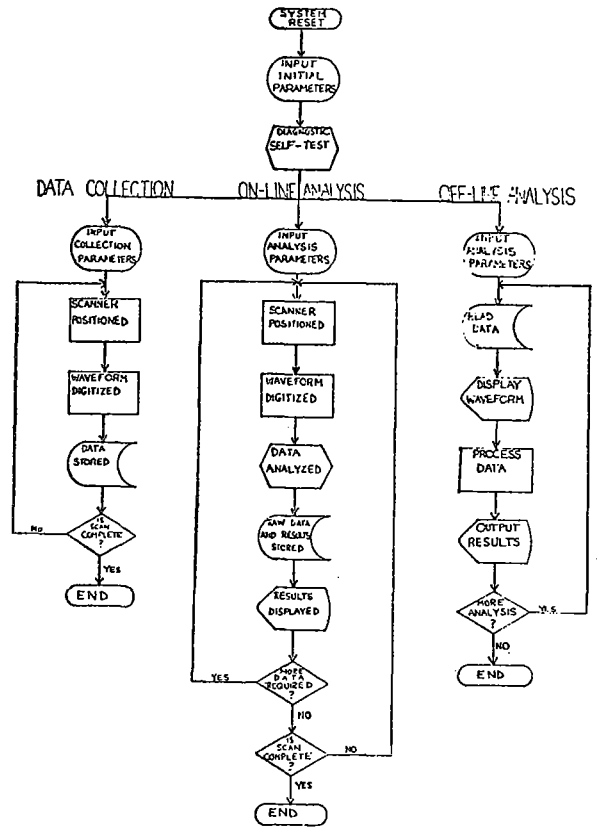 SYSTEM
RESET
INPUT
INITIAL
PARAMETERS
DIAGNOSTIC
SELF-TEST
DATA COLLECTION
ON-LINE ANALYSIS
OFF-LINE ANALYSIS
INPUT
COLLECTION
PARAMETERS
SCANNER
POSITIONED
WAVEFORM
DIGITIZED
DATA
STORED
IS
SCAN
COMPLETE
?
NO
YES
END
INPUT
ANALYSIS
PARAMETERS
SCANNER
POSITIONED
WAVEFORM
DIGITIZED
DATA
ANALYZED
RAW DATA
AND RESULTS
STORED
RESULTS
DISPLAYED
MORE
DATA
REQUIRED
?
YES
NO
IS
SCAN
COMPLETE
?
NO
YES
END
INPUT
ANALYSIS
PARAMETERS
READ
DATA
DISPLAY
WAVEFORM
PROCESS
DATA
OUTPUT
RESULTS
MORE
ANALYSIS
?
YES
NO
END